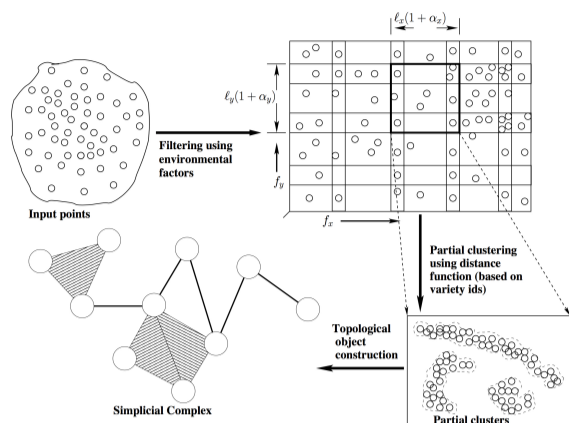 ℓx(1 + αx)
ℓy(1 + αy)
Filtering using
environmental
factors
fy
Input points
fx
Partial clustering
using distance
function (based on
variety ids)
Topological
object
construction
Simplicial Complex
Partial clusters